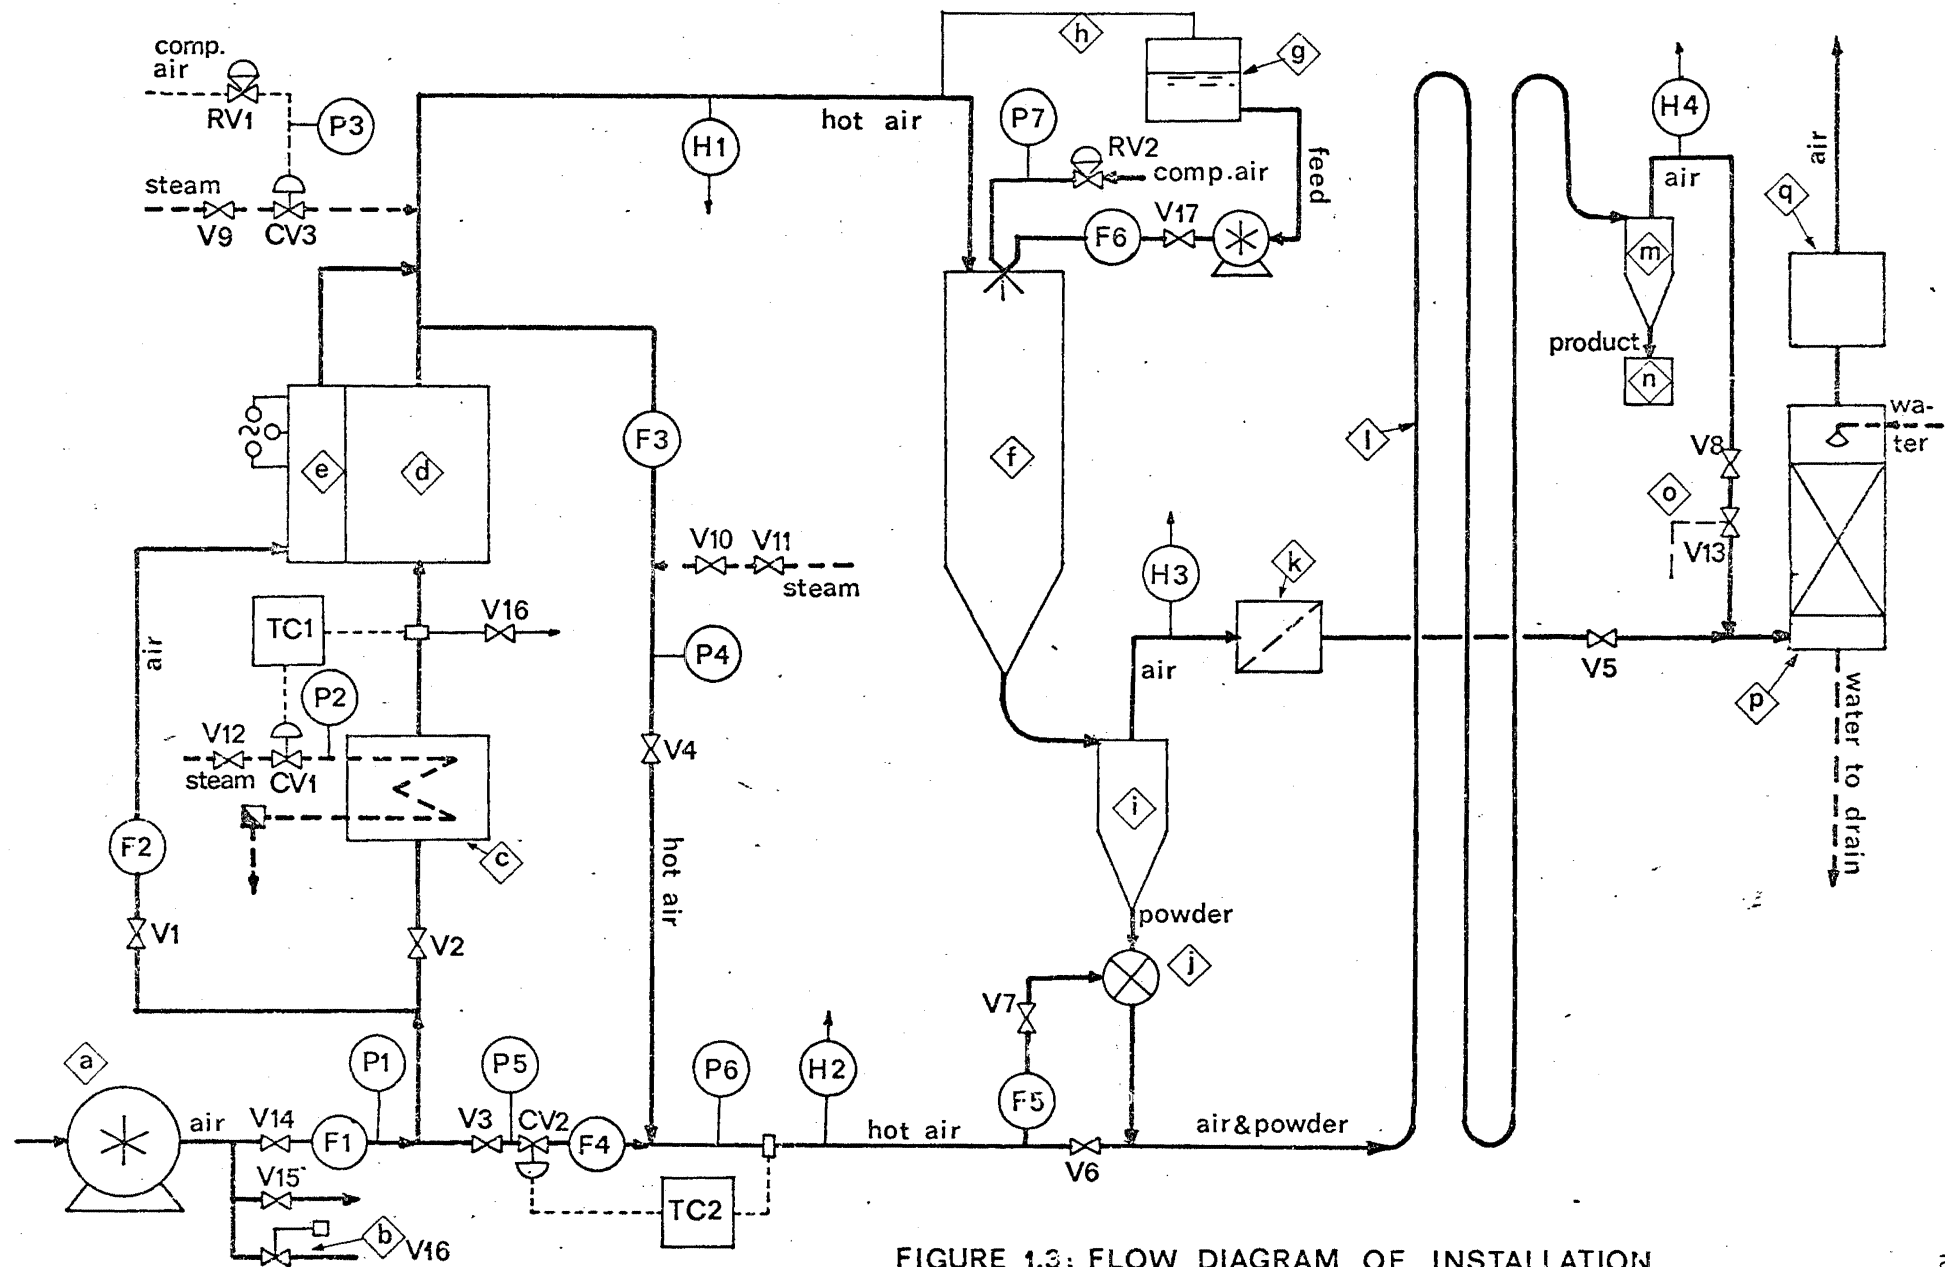 h
g
comp.
air
RV1
P3
hot air
H1
P7
RV2
comp.air
feed
H4
air
air
steam
V9
CV3
F6
V17
q
m
product
n
wa-
ter
F3
l
V8
e
d
f
o
V13
V10
V11
steam
H3
k
TC1
V16
air
P4
air
V5
p
water to drain
P2
V12
steam
CV1
V4
c
F2
hot air
i
powder
V1
V2
j
V7
a
P1
P5
P6
H2
F5
air
V14
F1
V3
CV2
F4
hot air
V6
air&powder
V15
TC2
b
V16
FIGURE 1.3: FLOW DIAGRAM OF INSTALLATION